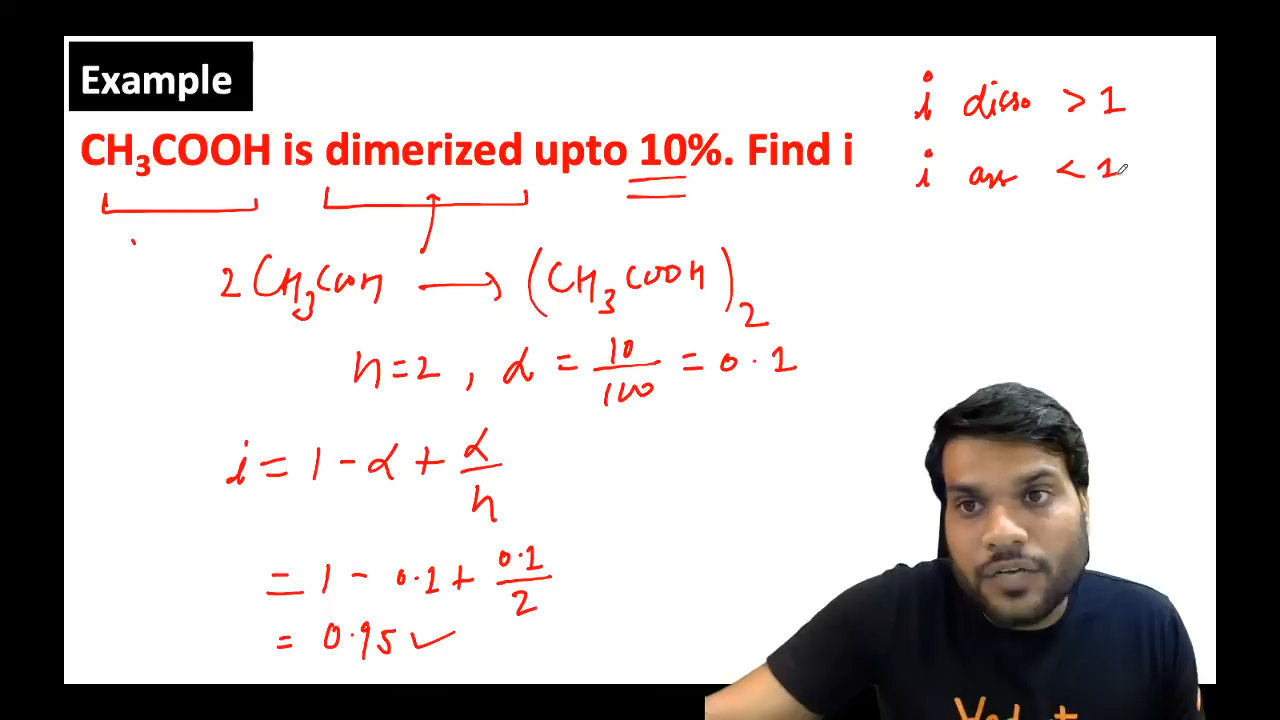 Example
CH₃COOH is dimerized upto 10%. Find i
i disso > 1
i ass < 1
2CH₃COOH ⟶ (CH₃COOH)₂
n = 2 , α = 10/100 = 0.1
i = 1 - α + α/n
= 1 - 0.1 + 0.1/2
= 0.95 ✓